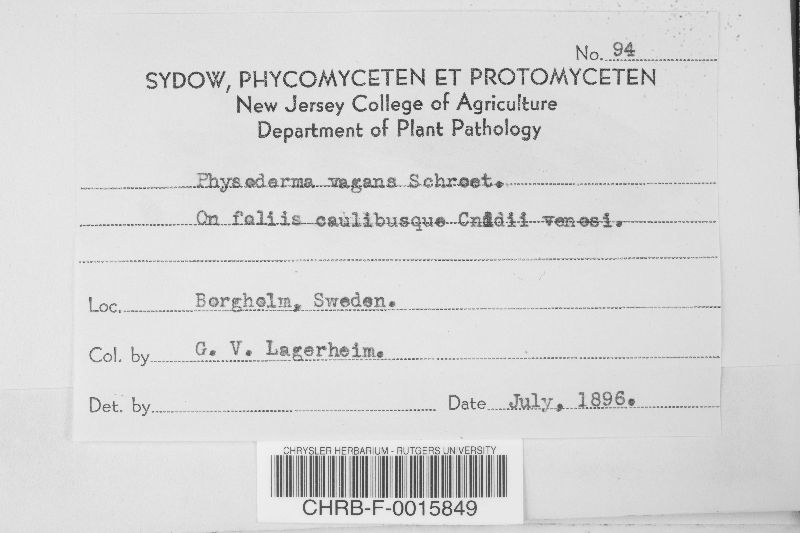 No. 94
SYDOW, PHYCOMYCETEN ET PROTOMYCETEN
New Jersey College of Agriculture
Department of Plant Pathology
Physoderma vagans Schroet.
On foliis caulibusque Cnidii venosi.
Loc. Borgholm, Sweden.
Col. by G. V. Lagerheim.
Det. by Date July, 1896.
CHRYSLER HERBARIUM - RUTGERS UNIVERSITY
CHRB-F-0015849